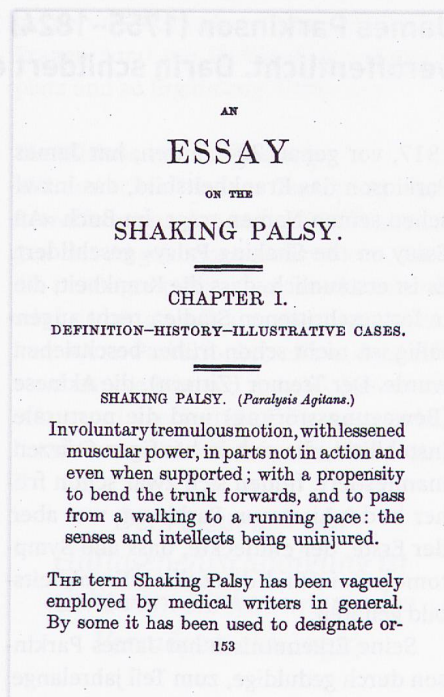 AN
ESSAY
ON THE
SHAKING PALSY.
CHAPTER I.
DEFINITION—HISTORY—ILLUSTRATIVE CASES.
SHAKING PALSY. (Paralysis Agitans.)
Involuntary tremulous motion, with lessened
muscular power, in parts not in action and
even when supported; with a propensity
to bend the trunk forwards, and to pass
from a walking to a running pace: the
senses and intellects being uninjured.
THE term Shaking Palsy has been vaguely
employed by medical writers in general.
By some it has been used to designate or-
153